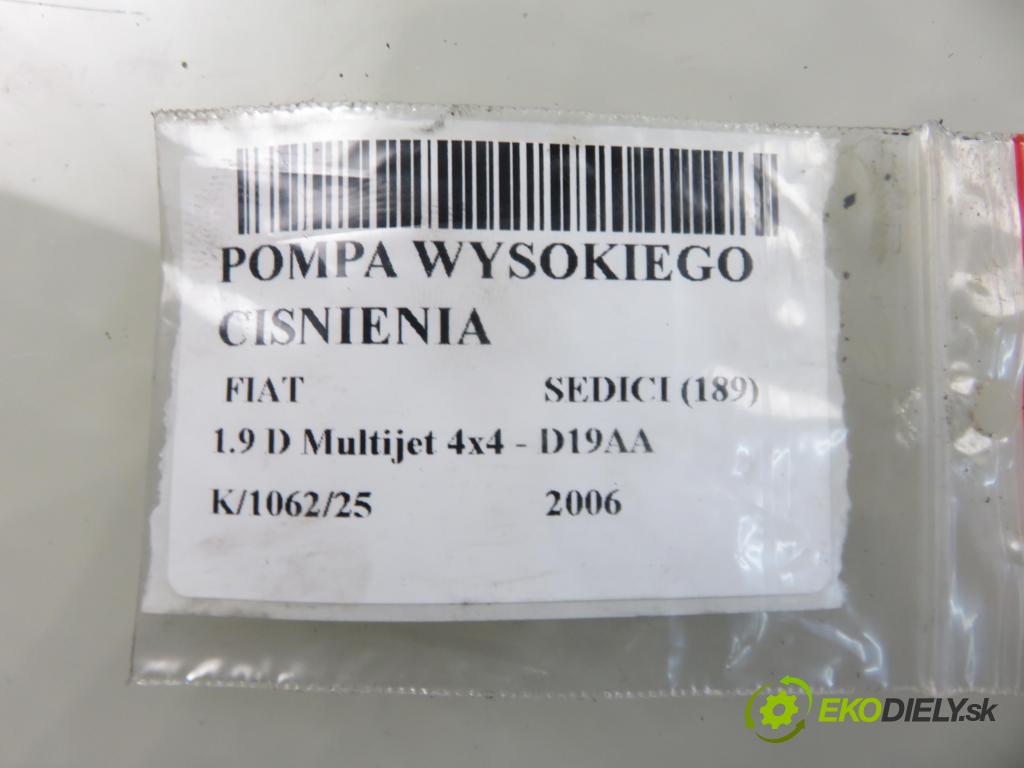 POMPA WYSOKIEGO
CISNIENIA
FIAT SEDICI (189)
1.9 D Multijet 4x4 - D19AA
K/1062/25 2006
EKODIELY.sk